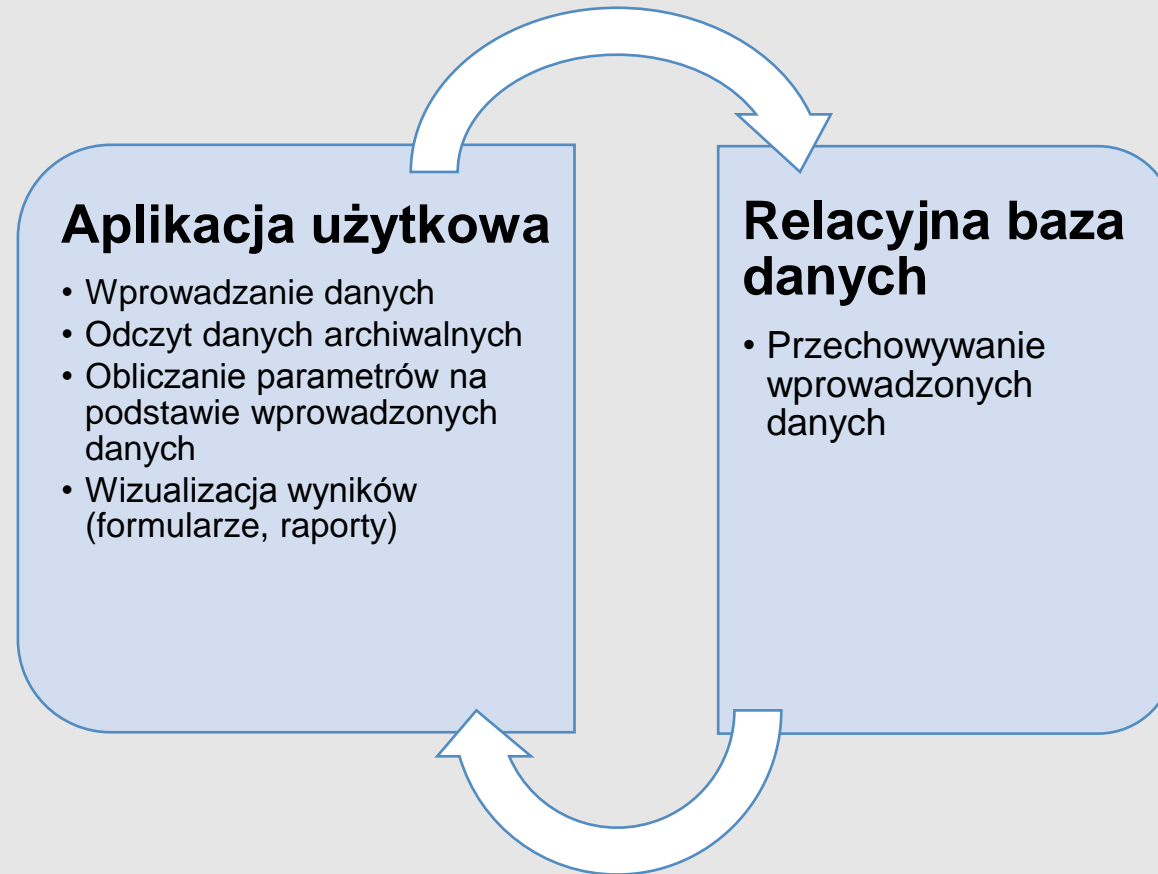 Aplikacja użytkowa
• Wprowadzanie danych
• Odczyt danych archiwalnych
• Obliczanie parametrów na
podstawie wprowadzonych
danych
• Wizualizacja wyników
(formularze, raporty)
Relacyjna baza
danych
• Przechowywanie
wprowadzonych
danych